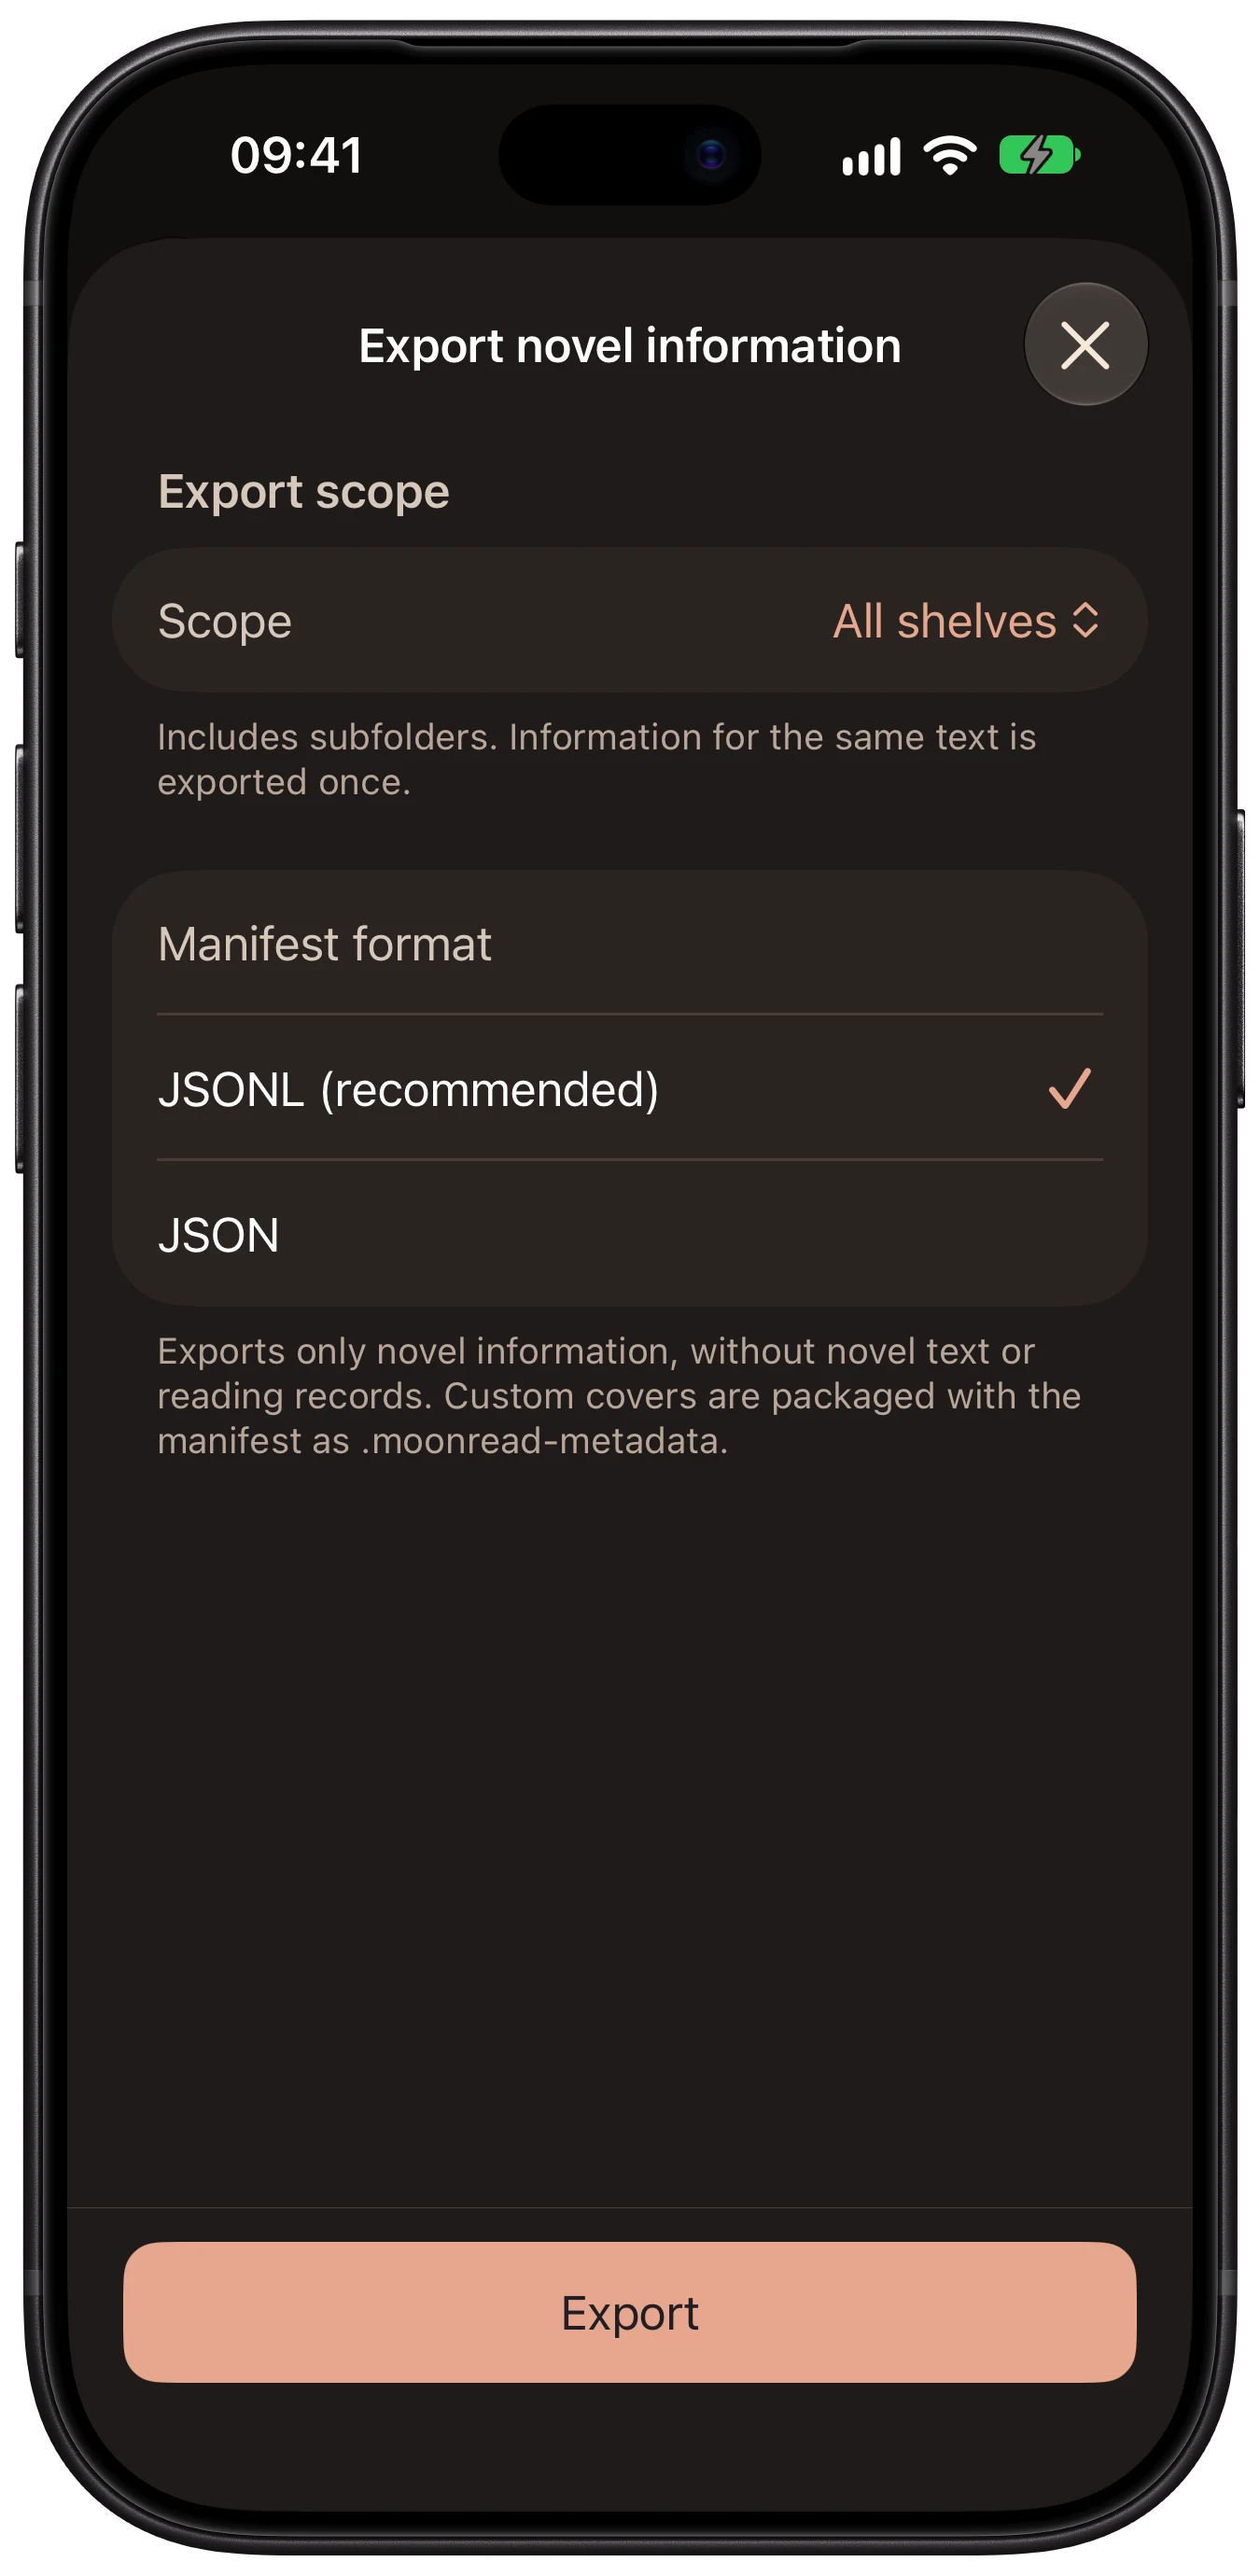 09:41
Export novel information
Export scope
Scope
All shelves
Includes subfolders. Information for the same text is
exported once.
Manifest format
JSONL (recommended)
JSON
Exports only novel information, without novel text or
reading records. Custom covers are packaged with the
manifest as .moonread-metadata.
Export